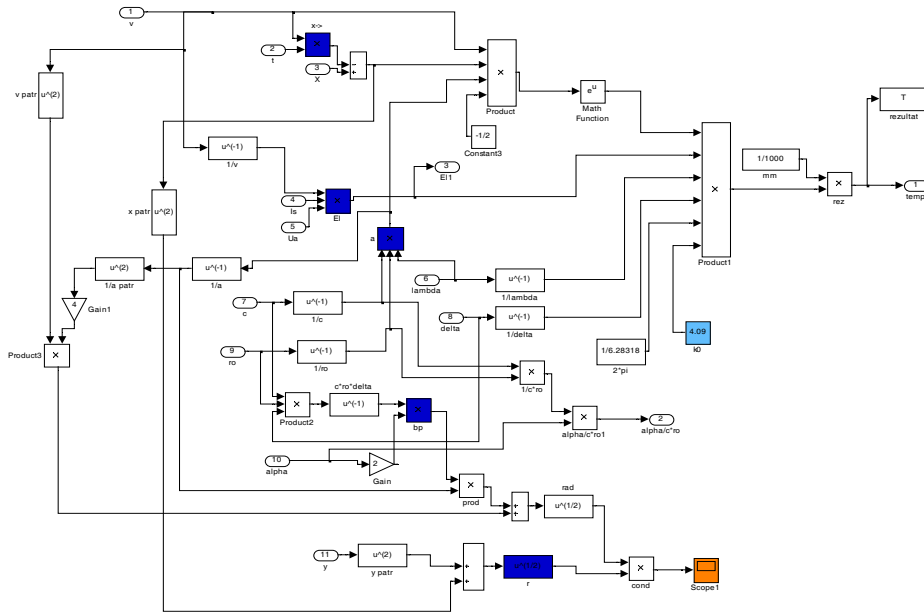 1
v
x->
2
t
3
X
-
+
v patr
u^(2)
×
Product
-1/2
Constant3
e^u
Math
Function
T
rezultat
1/1000
mm
×
rez
1
temp
u^(-1)
1/v
3
El1
4
Is
5
Ua
El
x patr
u^(2)
×
Product1
a
u^(2)
1/a patr
u^(-1)
1/a
6
lambda
u^(-1)
1/lambda
4
Gain1
7
c
u^(-1)
1/c
8
delta
u^(-1)
1/delta
4.09
k0
Product3
×
9
ro
u^(-1)
1/ro
1/6.28318
2*pi
×
1/c*ro
c*ro*delta
×
Product2
u^(-1)
bp
×
alpha/c*ro1
2
alpha/c*ro
10
alpha
2
Gain
×
prod
+
+
rad
u^(1/2)
11
y
u^(2)
y patr
+
+
u^(1/2)
r
×
cond
Scope1